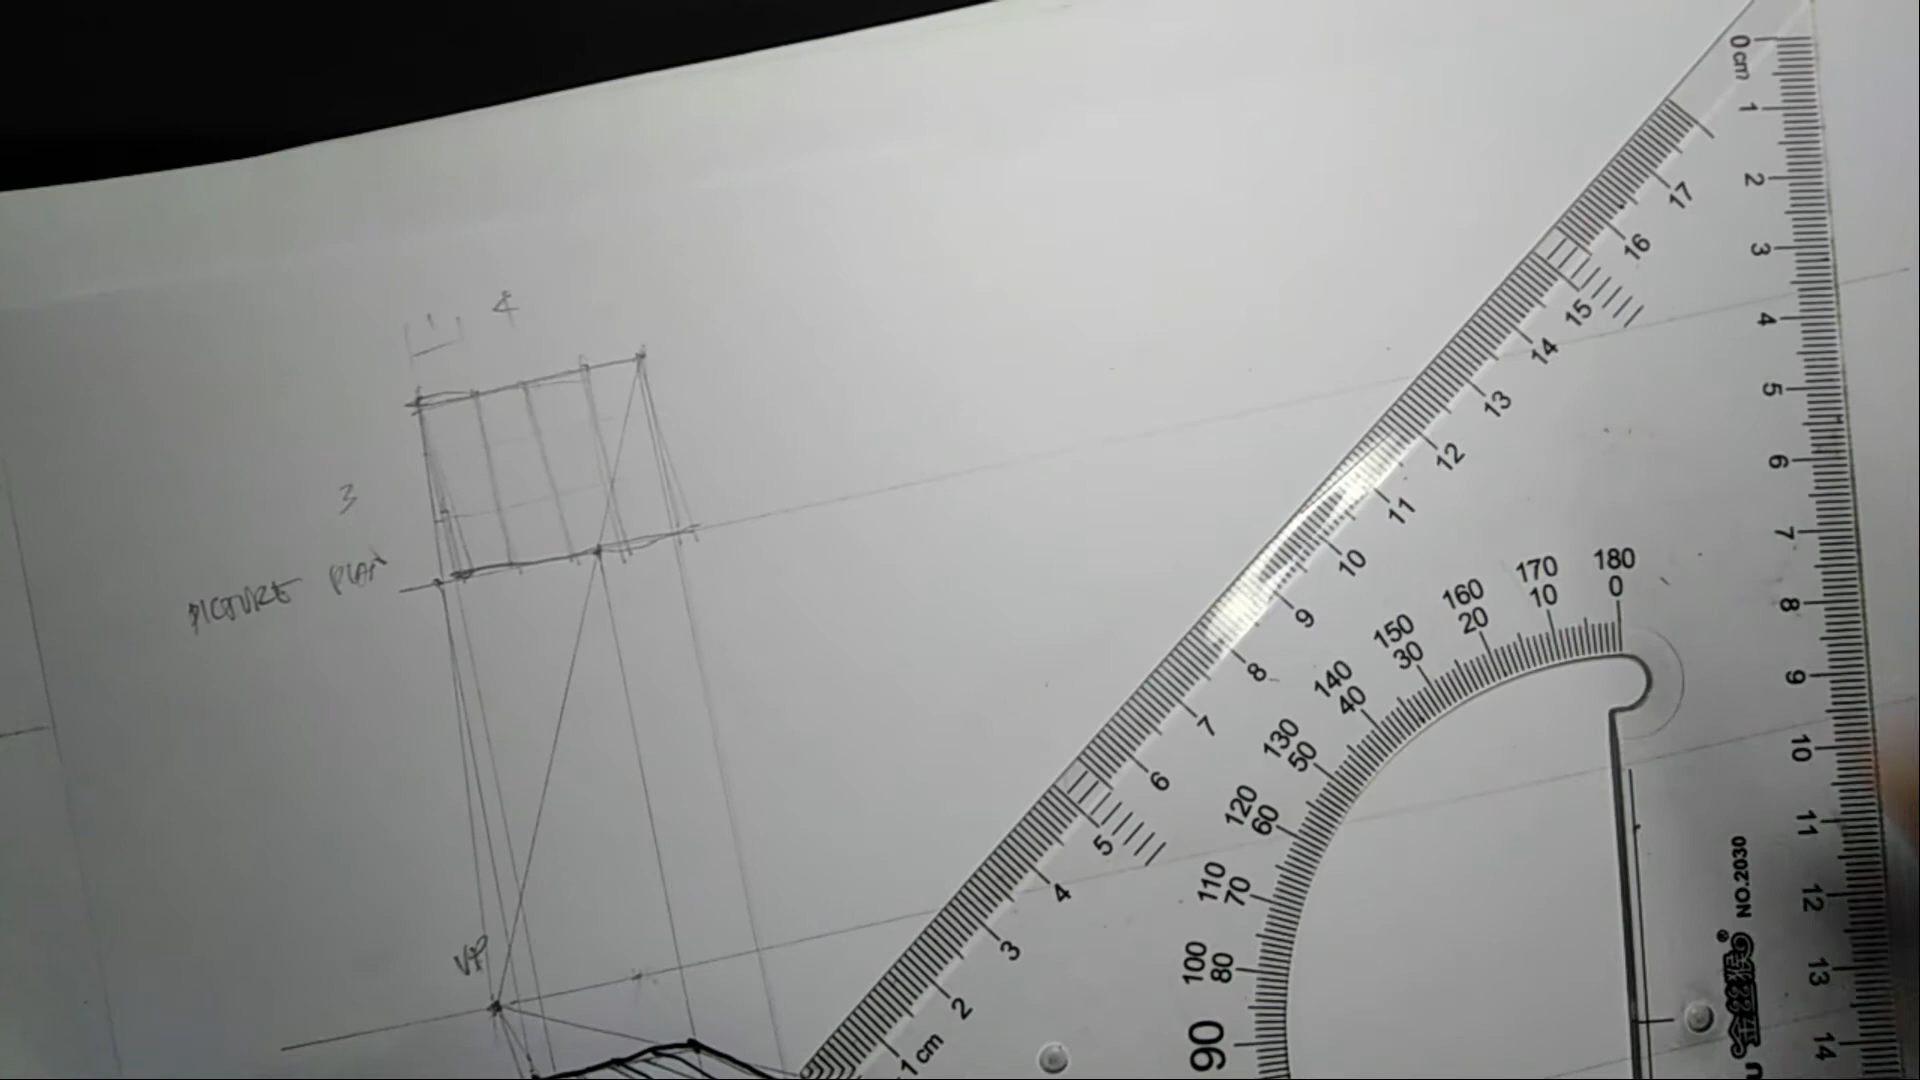 4
3
PICTURE PLAN
VP
0 cm 1 2 3 4 5 6 7 8 9 10 11 12 13 14
17 16 15 14 13 12 11 10 9 8 7 6 5 4 3 2 1 cm
180 170 160 150 140 130 120 110 100 90
0 10 20 30 40 50 60 70 80
NO.2030
金丝猴®